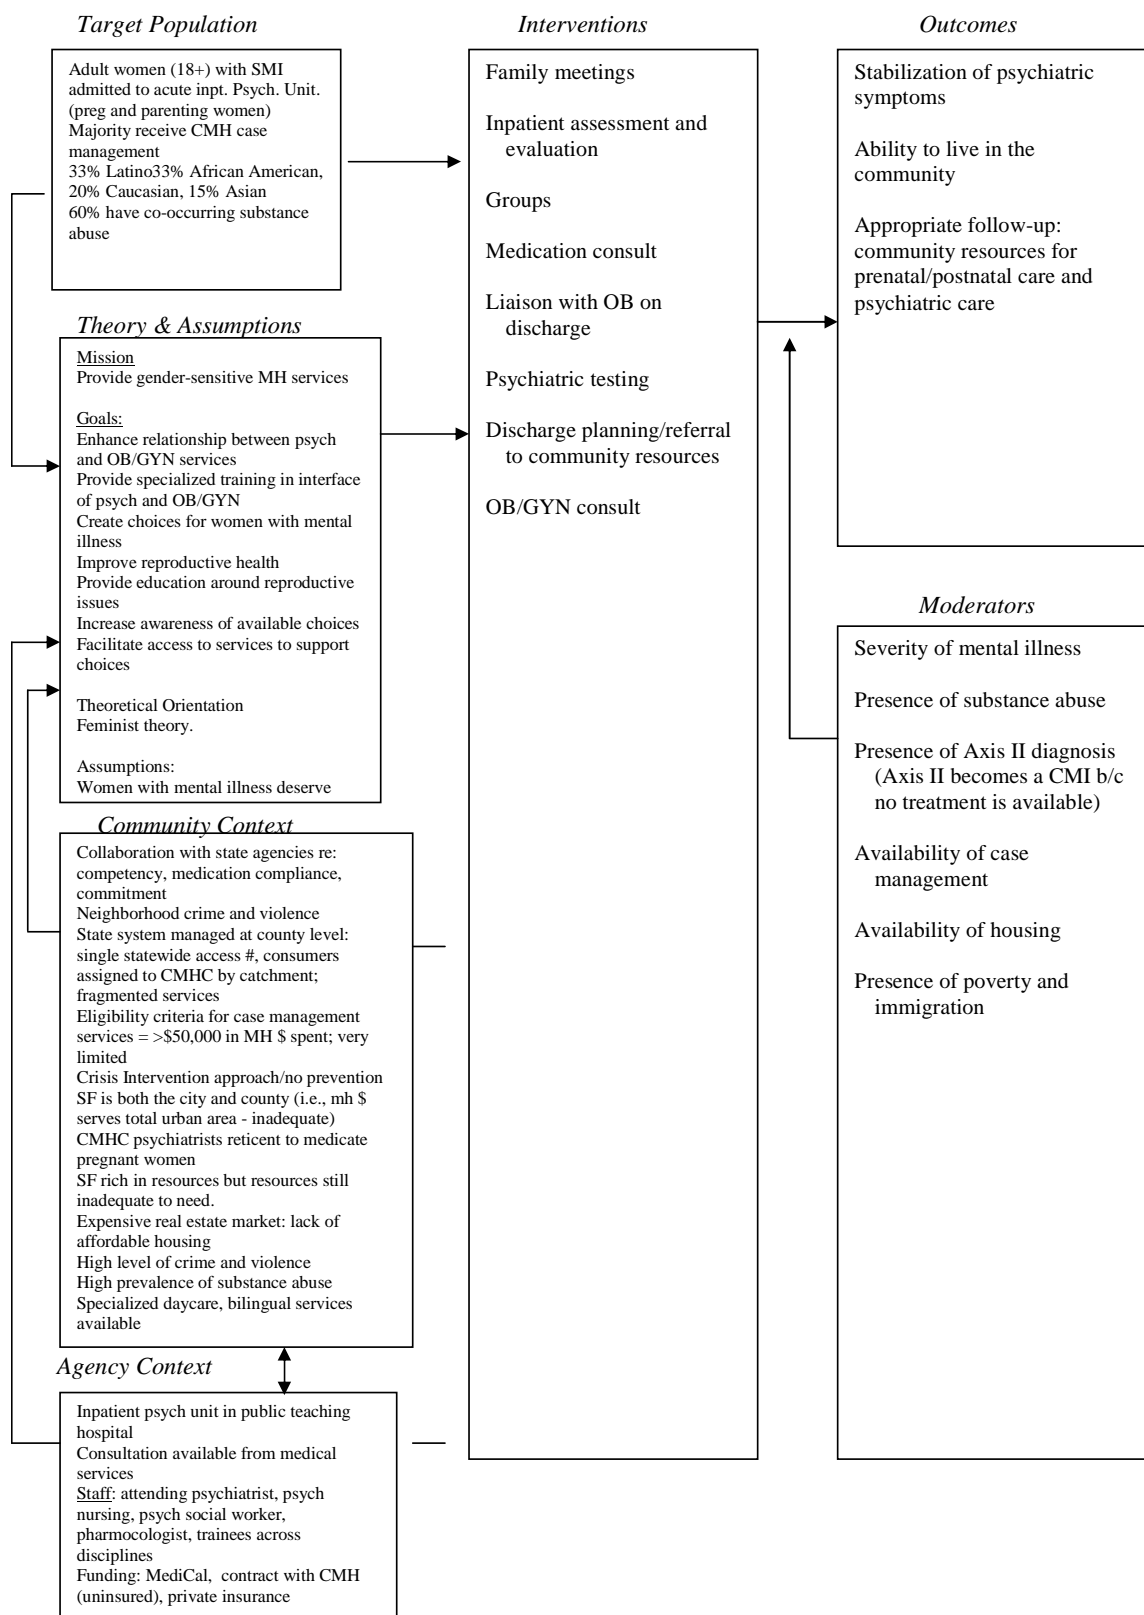 Target Population
Adult women (18+) with SMI
admitted to acute inpt. Psych. Unit.
(preg and parenting women)
Majority receive CMH case
management
33% Latino33% African American,
20% Caucasian, 15% Asian
60% have co-occurring substance
abuse
Theory & Assumptions
Mission
Provide gender-sensitive MH services
Goals:
Enhance relationship between psych
and OB/GYN services
Provide specialized training in interface
of psych and OB/GYN
Create choices for women with mental
illness
Improve reproductive health
Provide education around reproductive
issues
Increase awareness of available choices
Facilitate access to services to support
choices
Theoretical Orientation
Feminist theory.
Assumptions:
Women with mental illness deserve
Community Context
Collaboration with state agencies re:
competency, medication compliance,
commitment
Neighborhood crime and violence
State system managed at county level:
single statewide access #, consumers
assigned to CMHC by catchment;
fragmented services
Eligibility criteria for case management
services = >$50,000 in MH $ spent; very
limited
Crisis Intervention approach/no prevention
SF is both the city and county (i.e., mh $
serves total urban area - inadequate)
CMHC psychiatrists reticent to medicate
pregnant women
SF rich in resources but resources still
inadequate to need.
Expensive real estate market: lack of
affordable housing
High level of crime and violence
High prevalence of substance abuse
Specialized daycare, bilingual services
available
Agency Context
Inpatient psych unit in public teaching
hospital
Consultation available from medical
services
Staff: attending psychiatrist, psych
nursing, psych social worker,
pharmocologist, trainees across
disciplines
Funding: MediCal, contract with CMH
(uninsured), private insurance
Interventions
Family meetings
Inpatient assessment and
evaluation
Groups
Medication consult
Liaison with OB on
discharge
Psychiatric testing
Discharge planning/referral
to community resources
OB/GYN consult
Outcomes
Stabilization of psychiatric
symptoms
Ability to live in the
community
Appropriate follow-up:
community resources for
prenatal/postnatal care and
psychiatric care
Moderators
Severity of mental illness
Presence of substance abuse
Presence of Axis II diagnosis
(Axis II becomes a CMI b/c
no treatment is available)
Availability of case
management
Availability of housing
Presence of poverty and
immigration